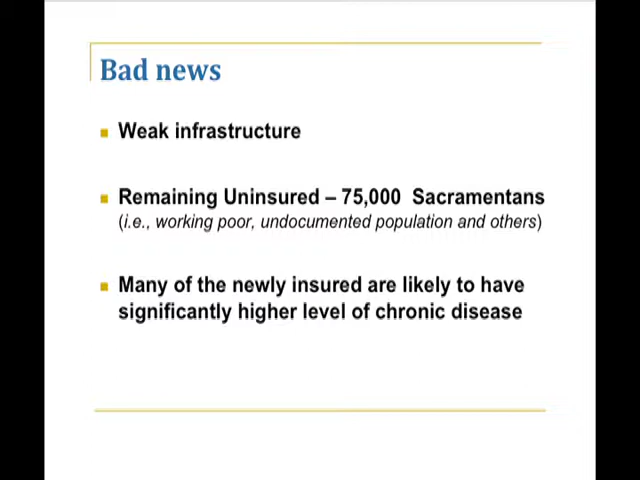 Bad news
Weak infrastructure
Remaining Uninsured – 75,000 Sacramentans
(i.e., working poor, undocumented population and others)
Many of the newly insured are likely to have
significantly higher level of chronic disease